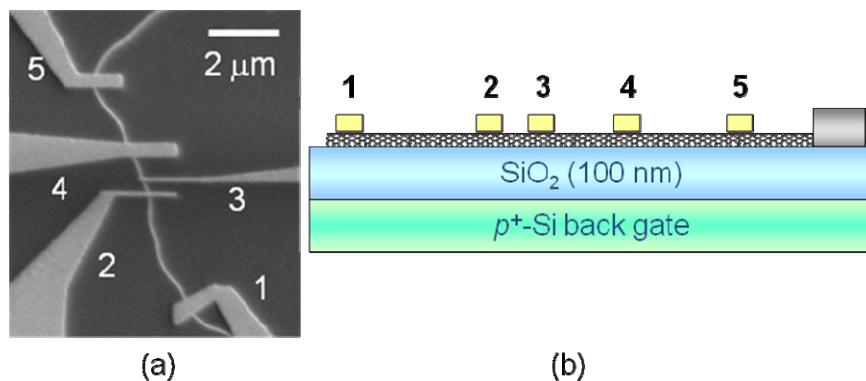 5
2 μm
4
3
2
1
(a)
1 2 3 4 5
SiO₂ (100 nm)
p⁺-Si back gate
(b)